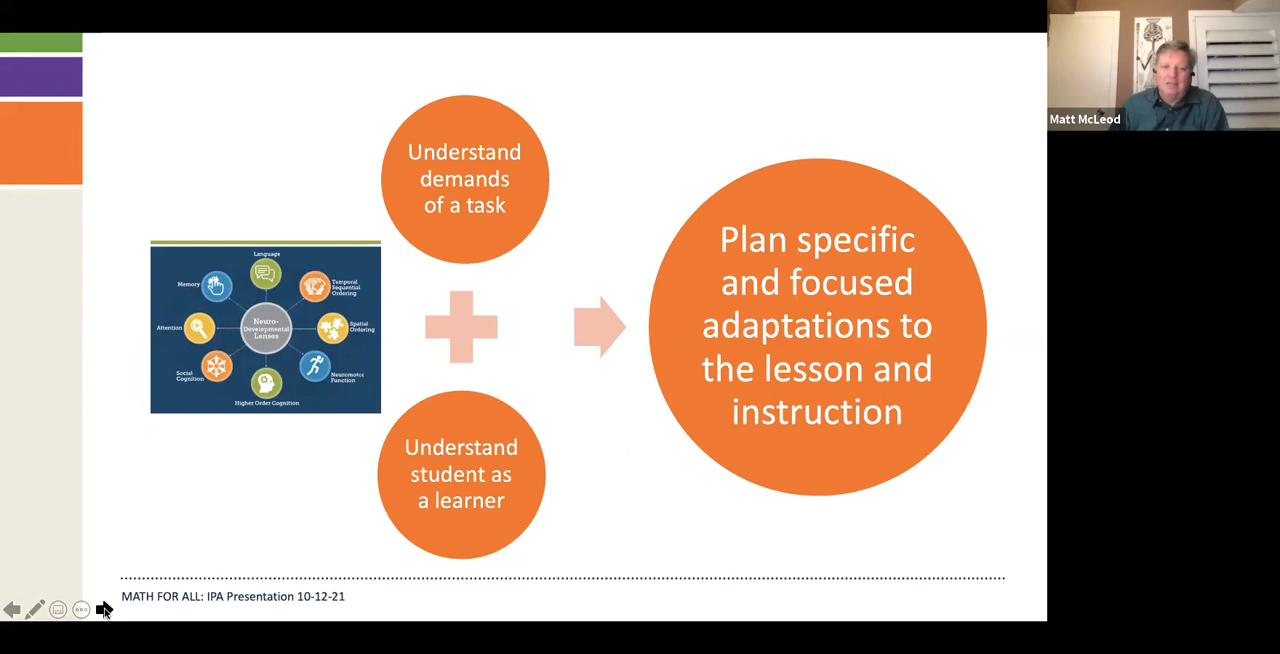 Understand
demands
of a task
Language
Memory
Temporal
Sequential
Ordering
Attention
Neuro-
Developmental
Lenses
Spatial
Ordering
Social
Cognition
Neuromotor
Function
Higher Order Cognition
Understand
student as
a learner
Plan specific
and focused
adaptations to
the lesson and
instruction
MATH FOR ALL: IPA Presentation 10-12-21
Matt McLeod